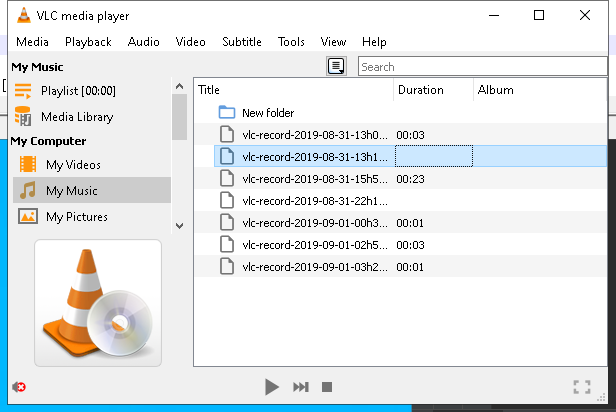 VLC media player
Media Playback Audio Video Subtitle Tools View Help
My Music
Search
Playlist [00:00]
Media Library
My Computer
My Videos
My Music
My Pictures
Title Duration Album
New folder
vlc-record-2019-08-31-13h0... 00:03
vlc-record-2019-08-31-13h1...
vlc-record-2019-08-31-15h5... 00:23
vlc-record-2019-08-31-22h1...
vlc-record-2019-09-01-00h3... 00:01
vlc-record-2019-09-01-02h5... 00:03
vlc-record-2019-09-01-03h2... 00:01